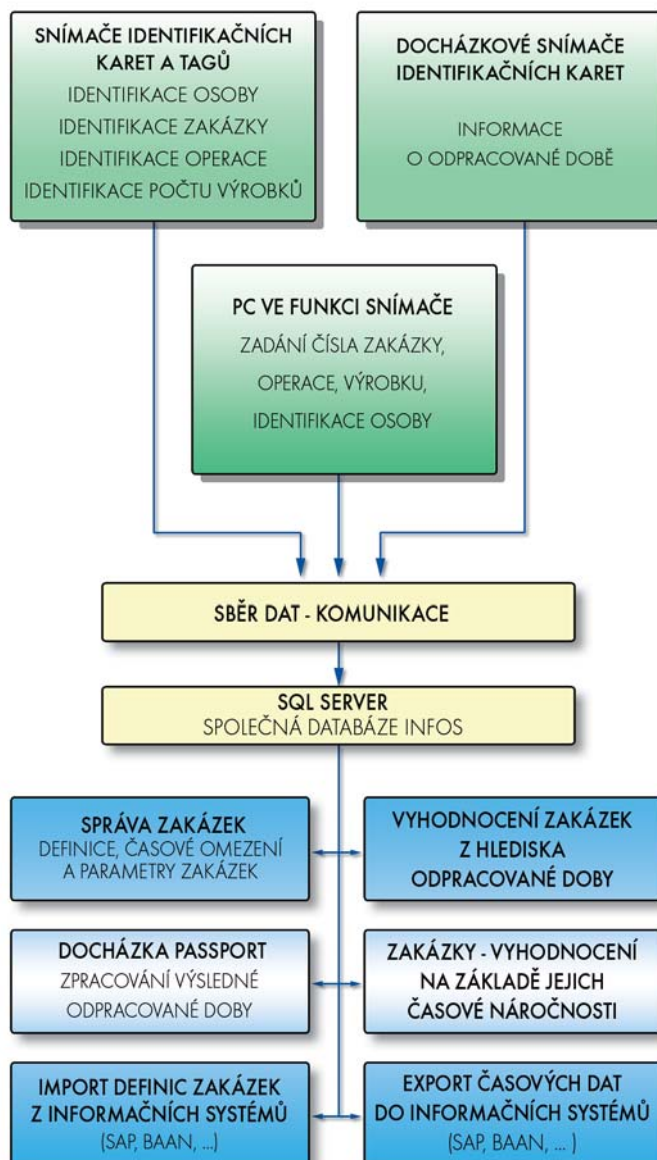 SNÍMAČE IDENTIFIKAČNÍCH
KARET A TAGŮ
IDENTIFIKACE OSOBY
IDENTIFIKACE ZAKÁZKY
IDENTIFIKACE OPERACE
IDENTIFIKACE POČTU VÝROBKŮ
DOCHÁZKOVÉ SNÍMAČE
IDENTIFIKAČNÍCH KARET
INFORMACE
O ODPRACOVANÉ DOBĚ
PC VE FUNKCI SNÍMAČE
ZADÁNÍ ČÍSLA ZAKÁZKY,
OPERACE, VÝROBKU,
IDENTIFIKACE OSOBY
SBĚR DAT - KOMUNIKACE
SQL SERVER
SPOLEČNÁ DATABÁZE INFOS
SPRÁVA ZAKÁZEK
DEFINICE, ČASOVÉ OMEZENÍ
A PARAMETRY ZAKÁZEK
VYHODNOCENÍ ZAKÁZEK
Z HLEDISKA
ODPRACOVANÉ DOBY
DOCHÁZKA PASSPORT
ZPRACOVÁNÍ VÝSLEDNÉ
ODPRACOVANÉ DOBY
ZAKÁZKY - VYHODNOCENÍ
NA ZÁKLADĚ JEJICH
ČASOVÉ NÁROČNOSTI
IMPORT DEFINIC ZAKÁZEK
Z INFORMAČNÍCH SYSTÉMŮ
(SAP, BAAN, ...)
EXPORT ČASOVÝCH DAT
DO INFORMAČNÍCH SYSTÉMŮ
(SAP, BAAN, ... )